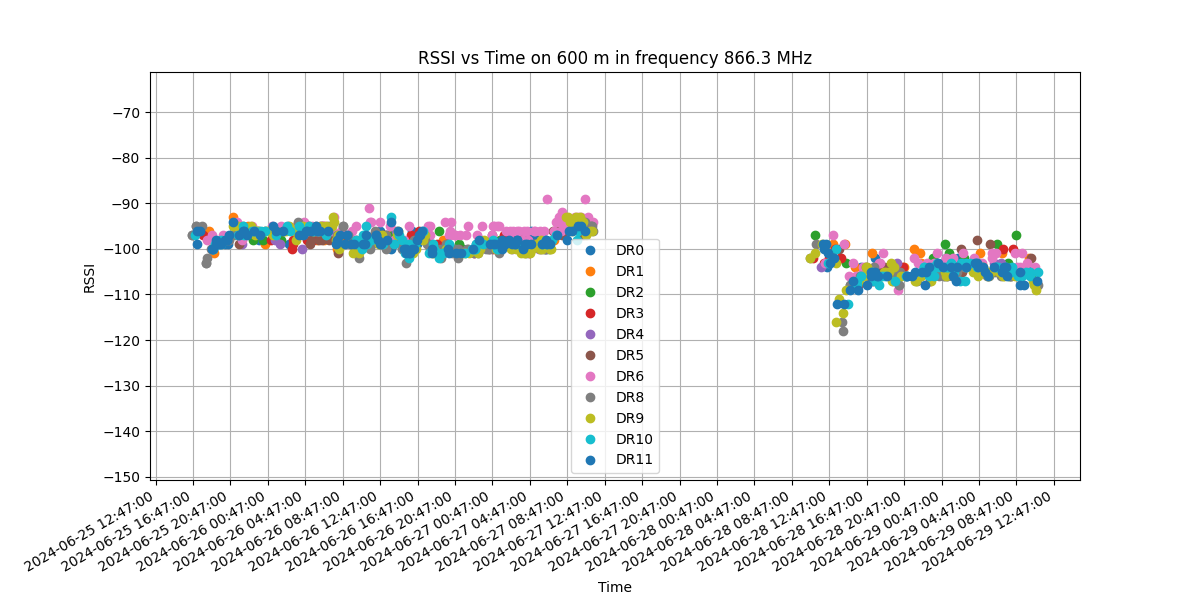 RSSI vs Time on 600 m in frequency 866.3 MHz
RSSI
−70
−80
−90
−100
−110
−120
−130
−140
−150
DR0
DR1
DR2
DR3
DR4
DR5
DR6
DR8
DR9
DR10
DR11
2024-06-25 12:47:00
2024-06-25 16:47:00
2024-06-25 20:47:00
2024-06-26 00:47:00
2024-06-26 04:47:00
2024-06-26 08:47:00
2024-06-26 12:47:00
2024-06-26 16:47:00
2024-06-26 20:47:00
2024-06-27 00:47:00
2024-06-27 04:47:00
2024-06-27 08:47:00
2024-06-27 12:47:00
2024-06-27 16:47:00
2024-06-27 20:47:00
2024-06-28 00:47:00
2024-06-28 04:47:00
2024-06-28 08:47:00
2024-06-28 12:47:00
2024-06-28 16:47:00
2024-06-28 20:47:00
2024-06-29 00:47:00
2024-06-29 04:47:00
2024-06-29 08:47:00
2024-06-29 12:47:00
Time